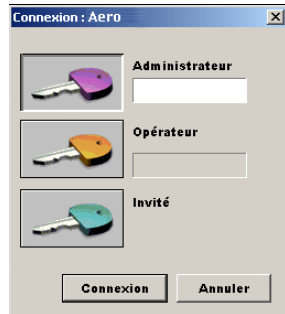 Connexion : Aero
Administrateur
Opérateur
Invité
Connexion
Annuler